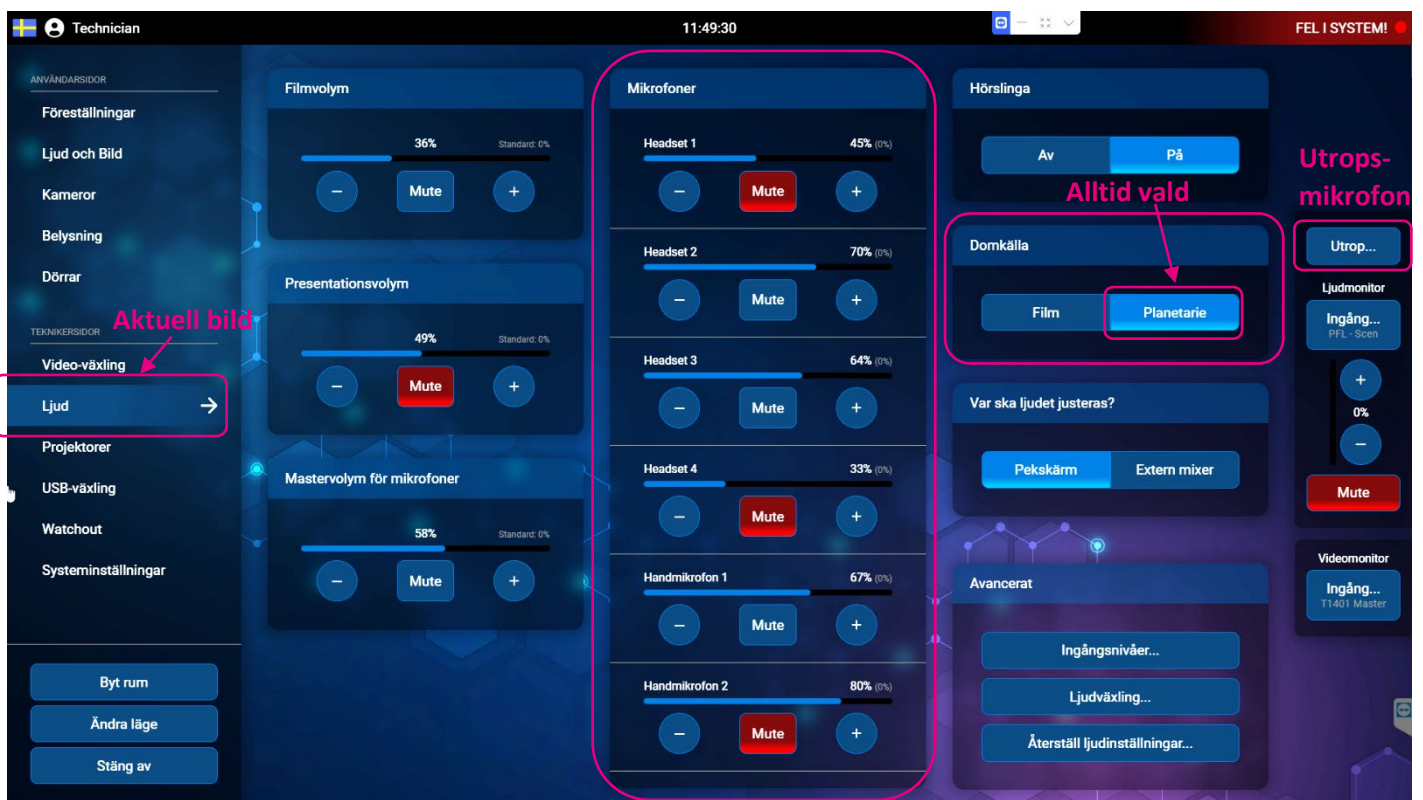 Technician
11:49:30
FEL I SYSTEM!
ANVÄNDARSIDOR
Föreställningar
Ljud och Bild
Kameror
Belysning
Dörrar
TEKNIKERSIDOR
Aktuell bild
Video-växling
Ljud
Projektorer
USB-växling
Watchout
Systeminställningar
Byt rum
Ändra läge
Stäng av
Filmvolym
36% Standard: 0%
− Mute +
Presentationsvolym
49% Standard: 0%
− Mute +
Mastervolym för mikrofoner
58% Standard: 0%
− Mute +
Mikrofoner
Headset 1 45% (0%)
− Mute +
Headset 2 70% (0%)
− Mute +
Headset 3 64% (0%)
− Mute +
Headset 4 33% (0%)
− Mute +
Handmikrofon 1 67% (0%)
− Mute +
Handmikrofon 2 80% (0%)
− Mute +
Hörslinga
Av På
Alltid vald
Domkälla
Film Planetarie
Var ska ljudet justeras?
Pekskärm Extern mixer
Avancerat
Ingångsnivåer...
Ljudväxling...
Återställ ljudinställningar...
Utrops-
mikrofon
Utrop...
Ljudmonitor
Ingång...
PFL - Scen
+
0%
−
Mute
Videomonitor
Ingång...
T1401 Master